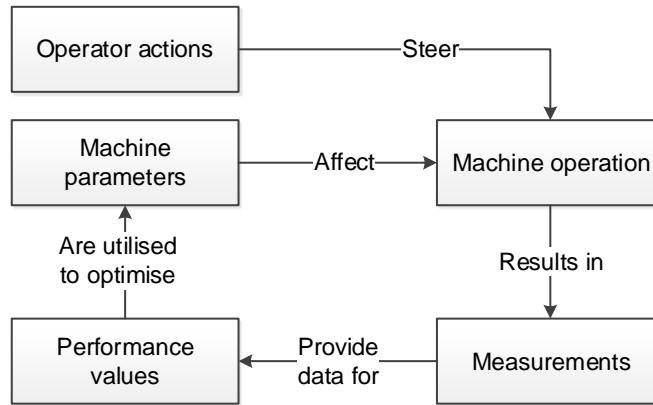 Operator actions
Steer
Machine
parameters
Affect
Machine operation
Are utilised
to optimise
Results in
Performance
values
Provide
data for
Measurements